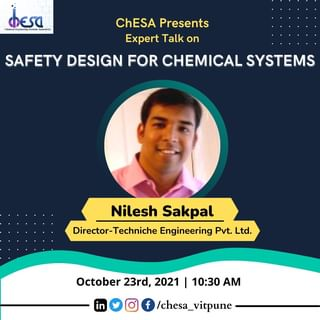 chesa
ChESA Presents
Expert Talk on
SAFETY DESIGN FOR CHEMICAL SYSTEMS
Nilesh Sakpal
Director-Techniche Engineering Pvt. Ltd.
October 23rd, 2021 | 10:30 AM
/chesa_vitpune